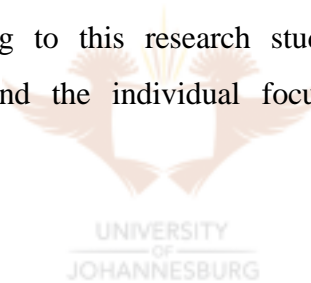 g to this research stud
nd the individual focu
UNIVERSITY
OF
JOHANNESBURG